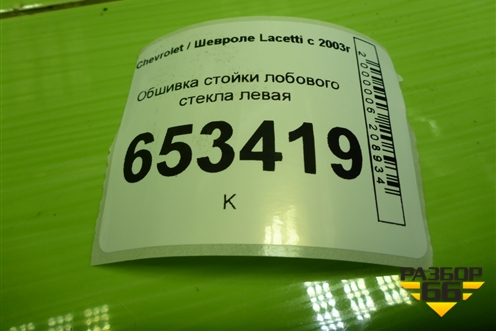 Chevrolet / Шевроле Lacetti с 2003г
Обшивка стойки лобового
стекла левая
653419
К
2000006208934
РАЗБОР
66